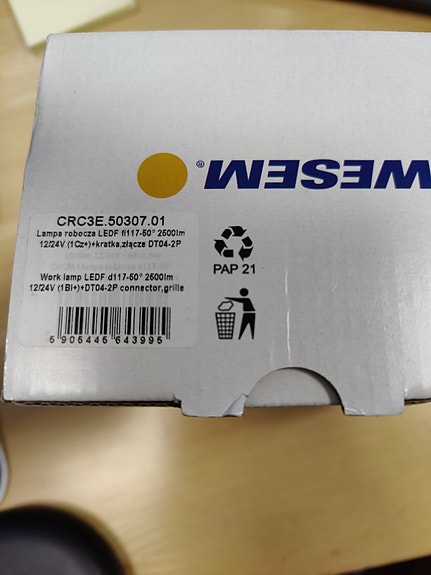 WESEM®
CRC3E.50307.01
Lampa robocza LEDF fi117-50° 2500lm
12/24V (1Cz+)+kratka,złącze DT04-2P
Work lamp LEDF d117-50° 2500lm
12/24V (1Bl+)+DT04-2P connector,grille
5 905445 643995
PAP 21